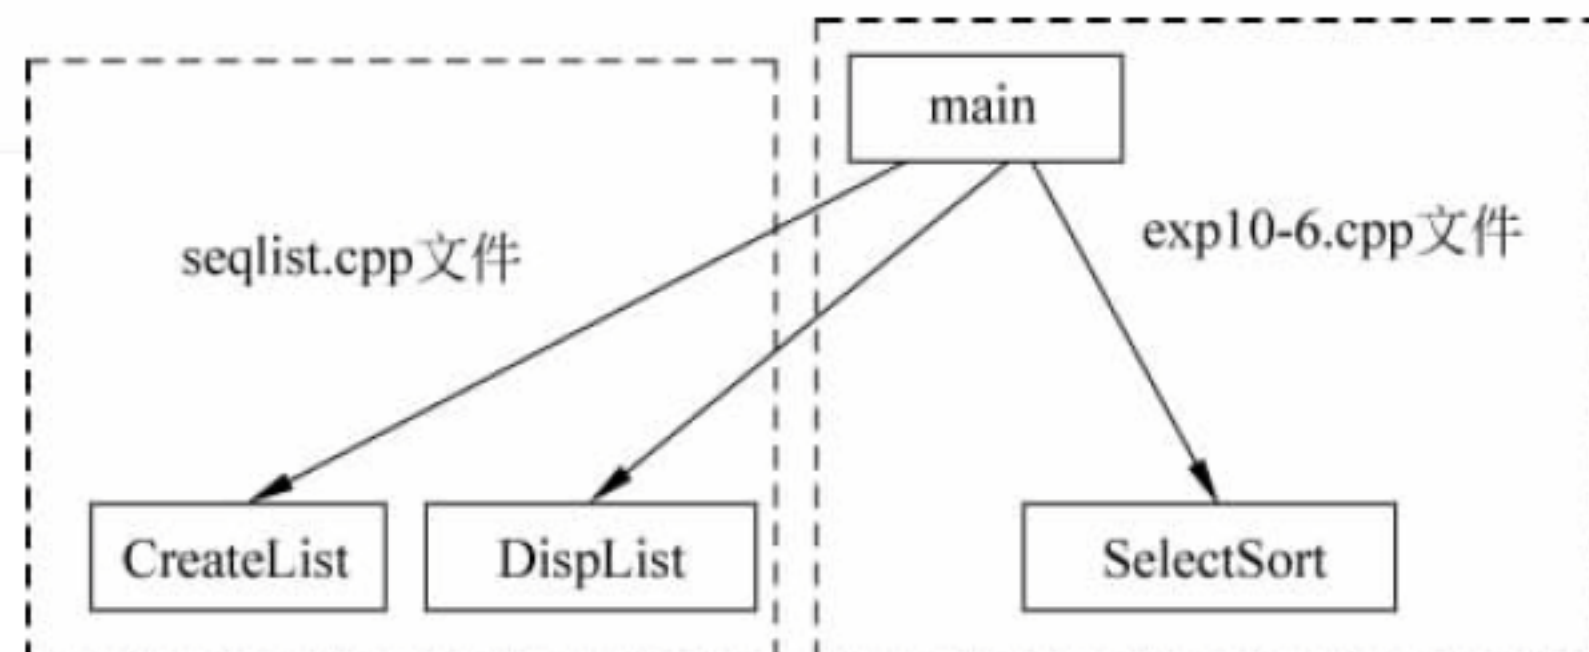 main
seqlist.cpp文件
exp10-6.cpp文件
CreateList
DispList
SelectSort